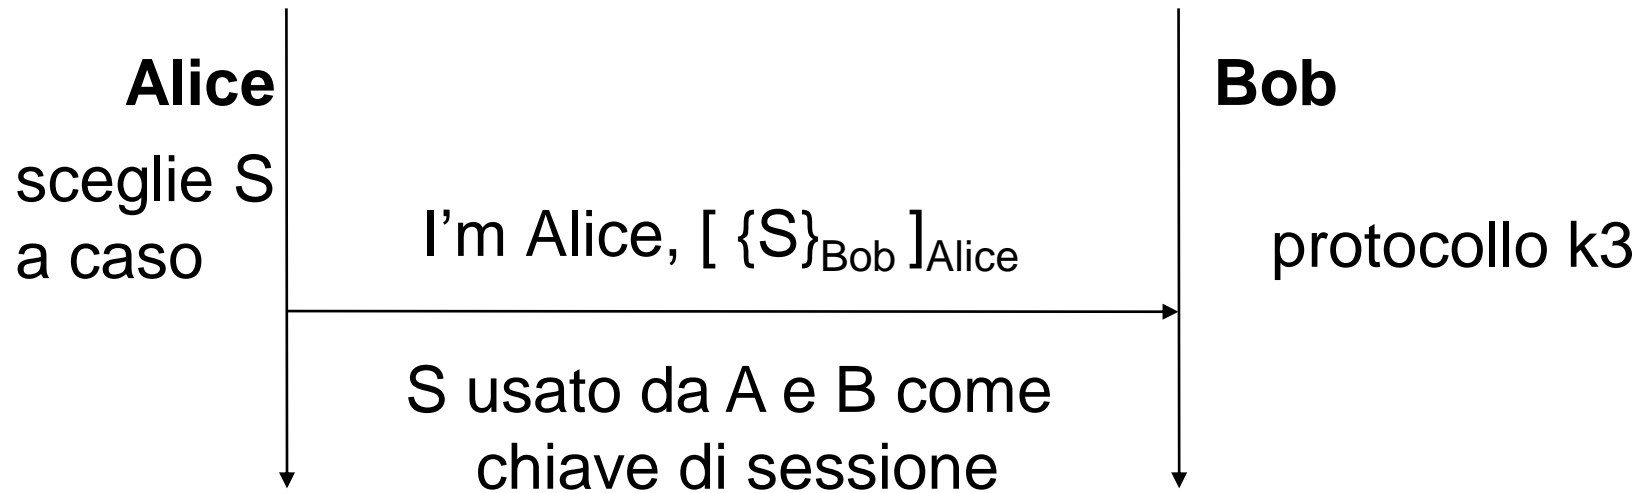 Alice
Bob
sceglie S
a caso
I'm Alice, [ {S}Bob ]Alice
protocollo k3
S usato da A e B come
chiave di sessione